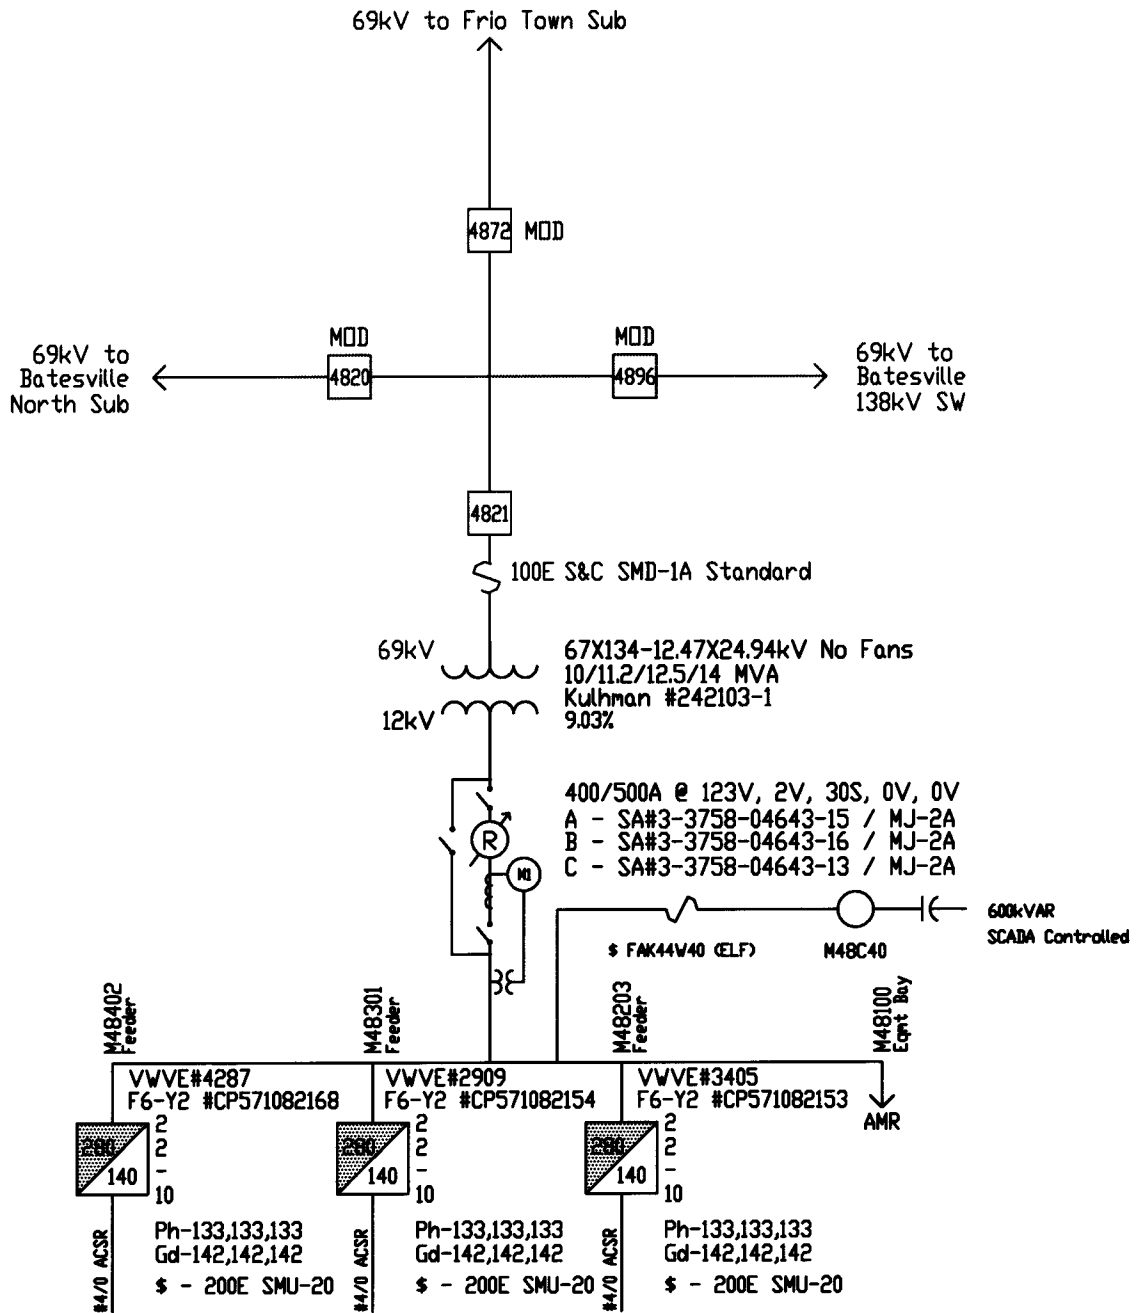 69kV to Frio Town Sub
4872 MOD
MOD
4820
MOD
4896
69kV to
Batesville
North Sub
69kV to
Batesville
138kV SW
4821
100E S&C SMD-1A Standard
69kV
67X134-12.47X24.94kV No Fans
10/11.2/12.5/14 MVA
Kulhman #242103-1
9.03%
12kV
400/500A @ 123V, 2V, 30S, 0V, 0V
A - SA#3-3758-04643-15 / MJ-2A
B - SA#3-3758-04643-16 / MJ-2A
C - SA#3-3758-04643-13 / MJ-2A
R
M1
$ FAK44W40 (ELF)
M48C40
600kVAR
SCADA Controlled
M48402
Feeder
M48301
Feeder
M48203
Feeder
M48100
Eqmt Bay
VWVE#4287
F6-Y2 #CP571082168
280
140
2
2
-
10
#4/0 ACSR
Ph-133,133,133
Gd-142,142,142
$ - 200E SMU-20
VWVE#2909
F6-Y2 #CP571082154
280
140
2
2
-
10
#4/0 ACSR
Ph-133,133,133
Gd-142,142,142
$ - 200E SMU-20
VWVE#3405
F6-Y2 #CP571082153
280
140
2
2
-
10
#4/0 ACSR
Ph-133,133,133
Gd-142,142,142
$ - 200E SMU-20
AMR